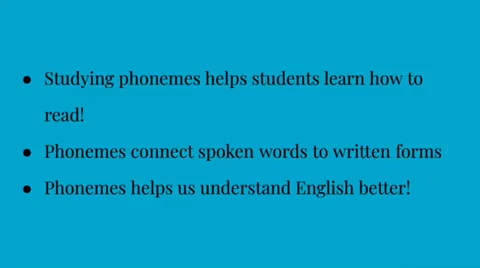 ● Studying phonemes helps students learn how to
read!
● Phonemes connect spoken words to written forms
● Phonemes helps us understand English better!